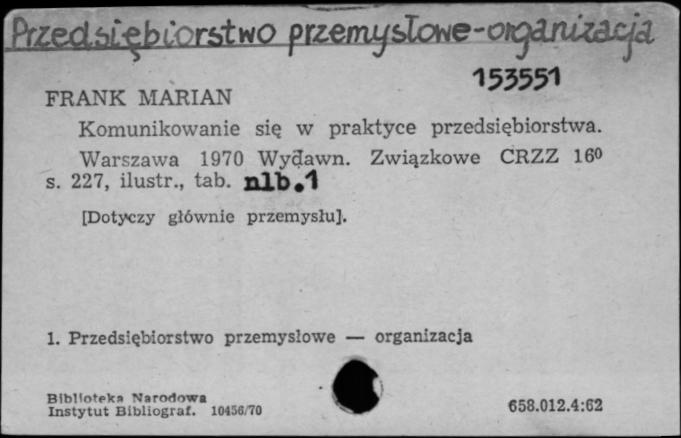 Przedsiębiorstwo przemysłowe-organizacja
153551
FRANK MARIAN
Komunikowanie się w praktyce przedsiębiorstwa.
Warszawa 1970 Wydawn. Związkowe CRZZ 16⁰
s. 227, ilustr., tab. nlb.1
[Dotyczy głównie przemysłu].
1. Przedsiębiorstwo przemysłowe — organizacja
Biblioteka Narodowa
Instytut Bibliograf. 10456/70
658.012.4:62